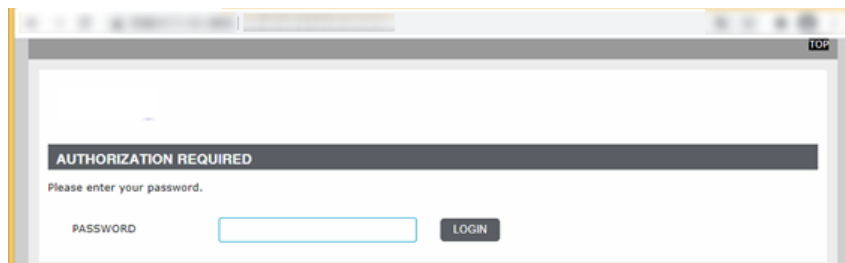 TOP
AUTHORIZATION REQUIRED
Please enter your password.
PASSWORD
LOGIN